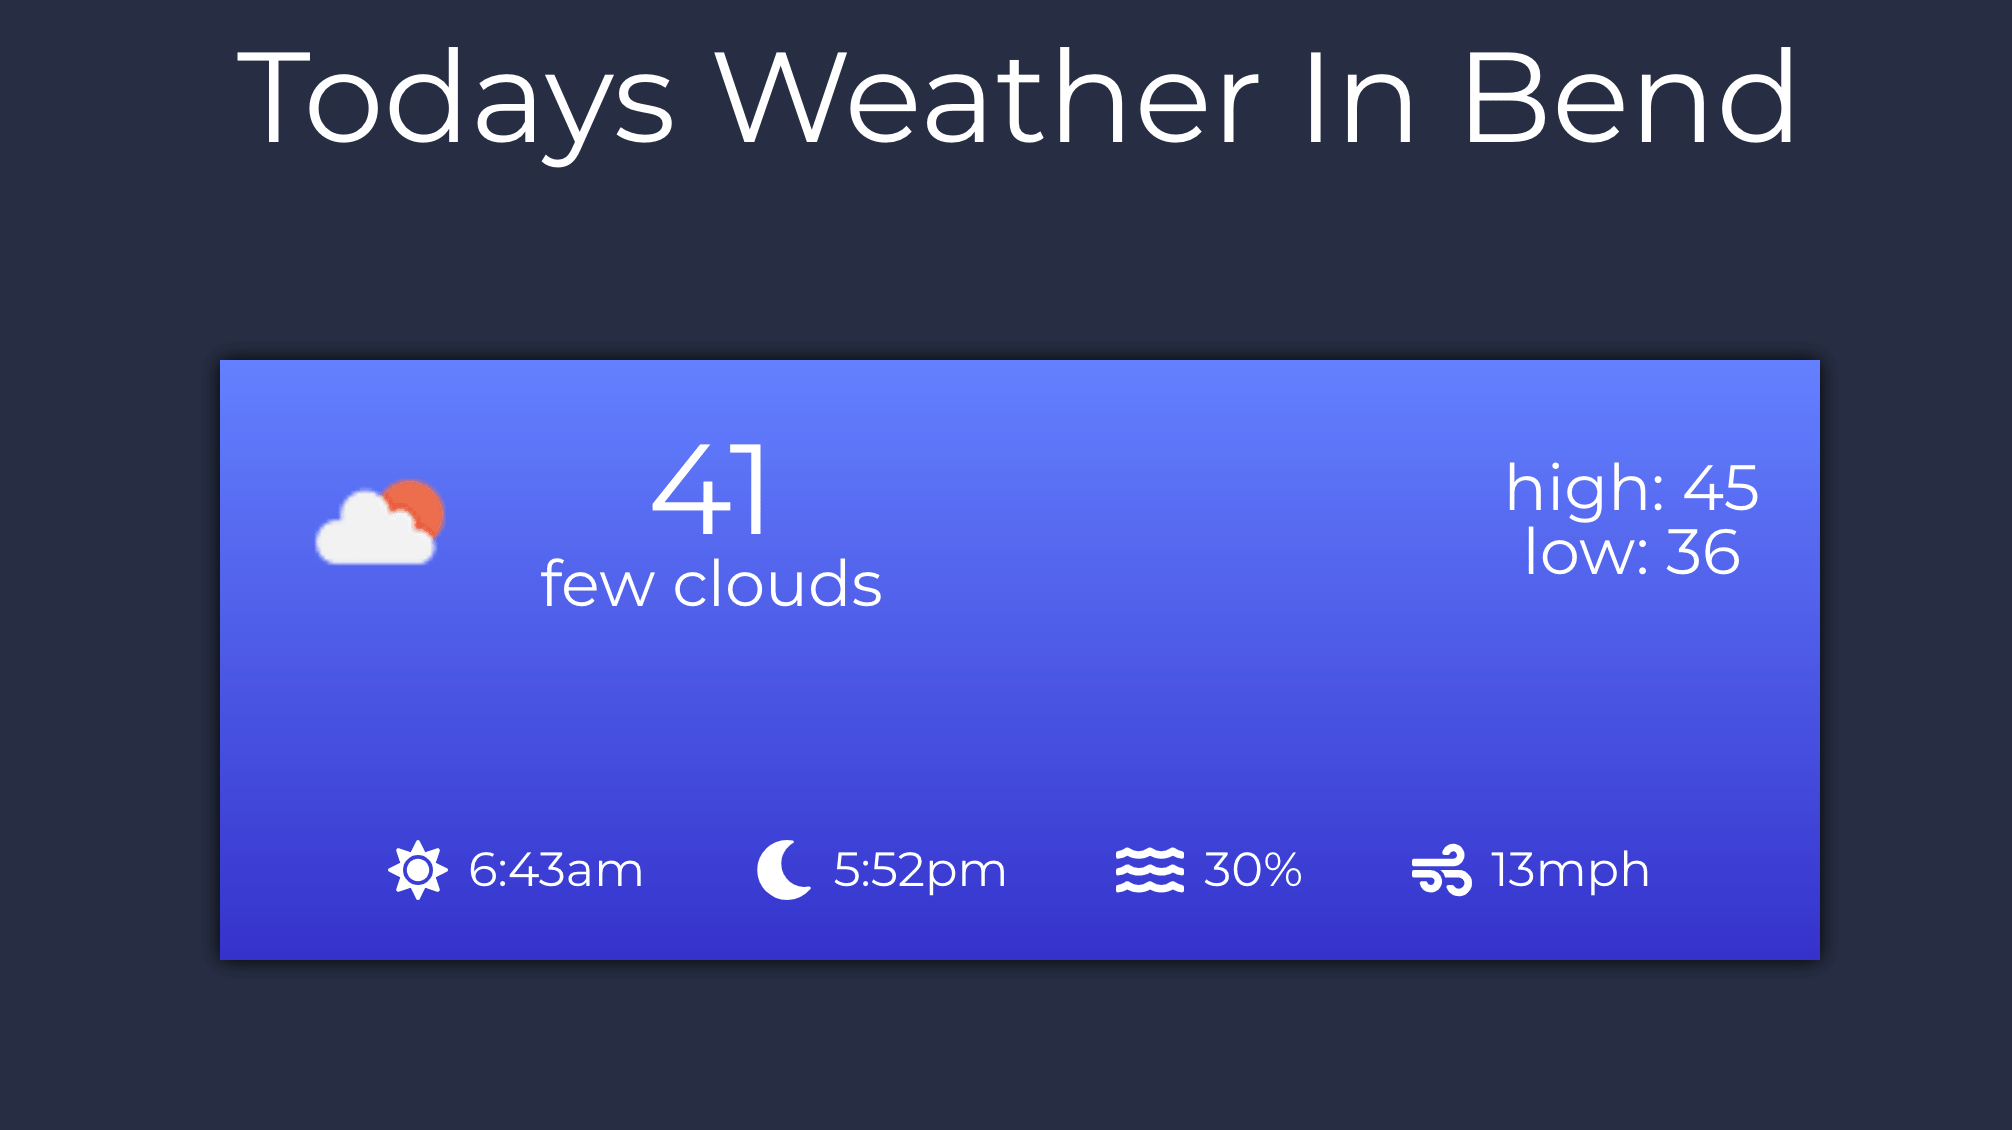 Todays Weather In Bend
41
few clouds
high: 45
low: 36
6:43am
5:52pm
30%
13mph